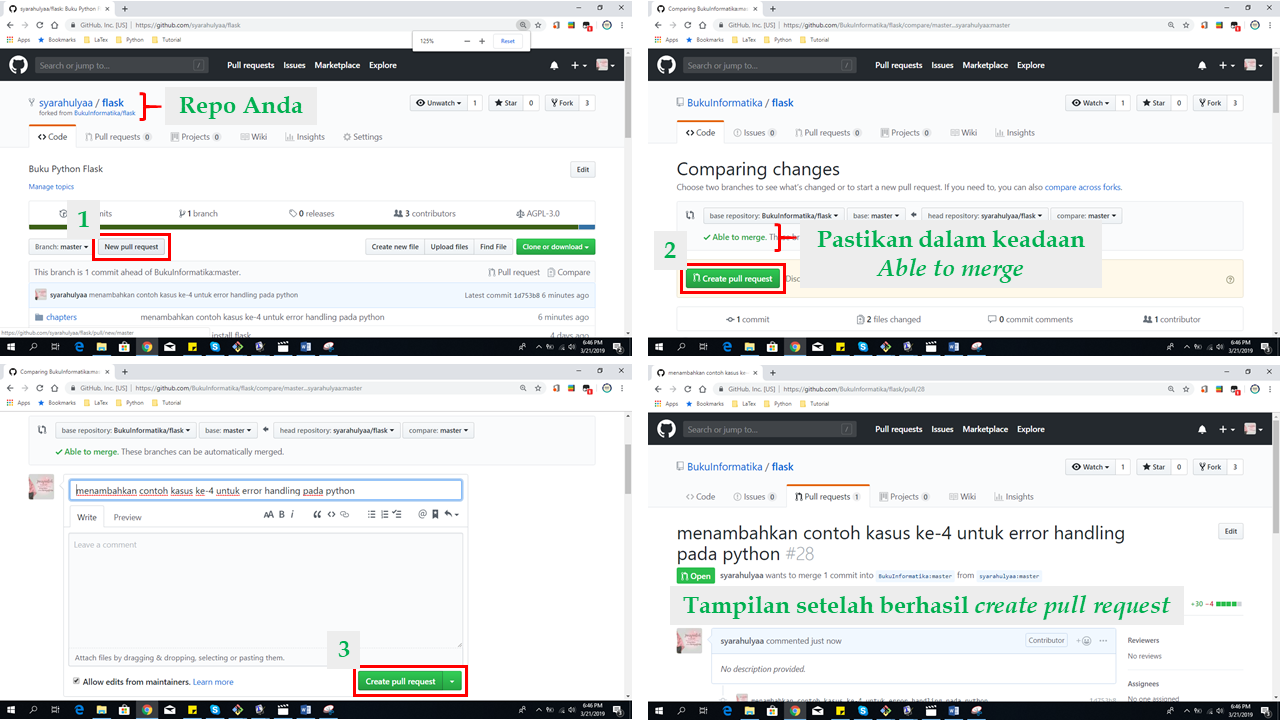 syarahulyaa/flask: Buku Python F
GitHub, Inc. [US] | https://github.com/syarahulyaa/flask
Apps Bookmarks LaTex Python Tutorial
125% Reset
Search or jump to... / Pull requests Issues Marketplace Explore
syarahulyaa / flask
forked from BukuInformatika/flask
Repo Anda
Unwatch 1 Star 0 Fork 3
Code Pull requests 0 Projects 0 Wiki Insights Settings
Buku Python Flask Edit
Manage topics
1
1 branch 0 releases 3 contributors AGPL-3.0
Branch: master New pull request Create new file Upload files Find File Clone or download
This branch is 1 commit ahead of BukuInformatika:master. Pull request Compare
syarahulyaa menambahkan contoh kasus ke-4 untuk error handling pada python Latest commit 1d753b8 6 minutes ago
chapters menambahkan contoh kasus ke-4 untuk error handling pada python 6 minutes ago
https://github.com/syarahulyaa/flask/pull/new/master install flask 4 days ago
6:46 PM
3/21/2019
Comparing BukuInformatika:mas
GitHub, Inc. [US] | https://github.com/BukuInformatika/flask/compare/master...syarahulyaa:master
Apps Bookmarks LaTex Python Tutorial
Search or jump to... / Pull requests Issues Marketplace Explore
BukuInformatika / flask
Watch 1 Star 0 Fork 3
Code Issues 0 Pull requests 0 Projects 0 Wiki Insights
Comparing changes
Choose two branches to see what's changed or to start a new pull request. If you need to, you can also compare across forks.
base repository: BukuInformatika/flask base: master head repository: syarahulyaa/flask compare: master
Able to merge.
2
Pastikan dalam keadaan
Able to merge
Create pull request
1 commit 2 files changed 0 commit comments 1 contributor
6:46 PM
3/21/2019
Comparing BukuInformatika:mas
GitHub, Inc. [US] | https://github.com/BukuInformatika/flask/compare/master...syarahulyaa:master
Apps Bookmarks LaTex Python Tutorial
base repository: BukuInformatika/flask base: master head repository: syarahulyaa/flask compare: master
Able to merge. These branches can be automatically merged.
menambahkan contoh kasus ke-4 untuk error handling pada python
Write Preview
Leave a comment
Attach files by dragging & dropping, selecting or pasting them.
3
Allow edits from maintainers. Learn more
Create pull request
6:46 PM
3/21/2019
menambahkan contoh kasus ke-
GitHub, Inc. [US] | https://github.com/BukuInformatika/flask/pull/28
Apps Bookmarks LaTex Python Tutorial
Search or jump to... / Pull requests Issues Marketplace Explore
BukuInformatika / flask
Watch 1 Star 0 Fork 3
Code Issues 0 Pull requests 1 Projects 0 Wiki Insights
menambahkan contoh kasus ke-4 untuk error handling
pada python #28
Edit
Open syarahulyaa wants to merge 1 commit into BukuInformatika:master from syarahulyaa:master
Tampilan setelah berhasil create pull request
+30 −4
syarahulyaa commented just now Contributor
No description provided.
Reviewers
No reviews
Assignees
No one assigned
menambahkan contoh kasus ke-4 untuk error handling pada python 1d753b8
6:46 PM
3/21/2019